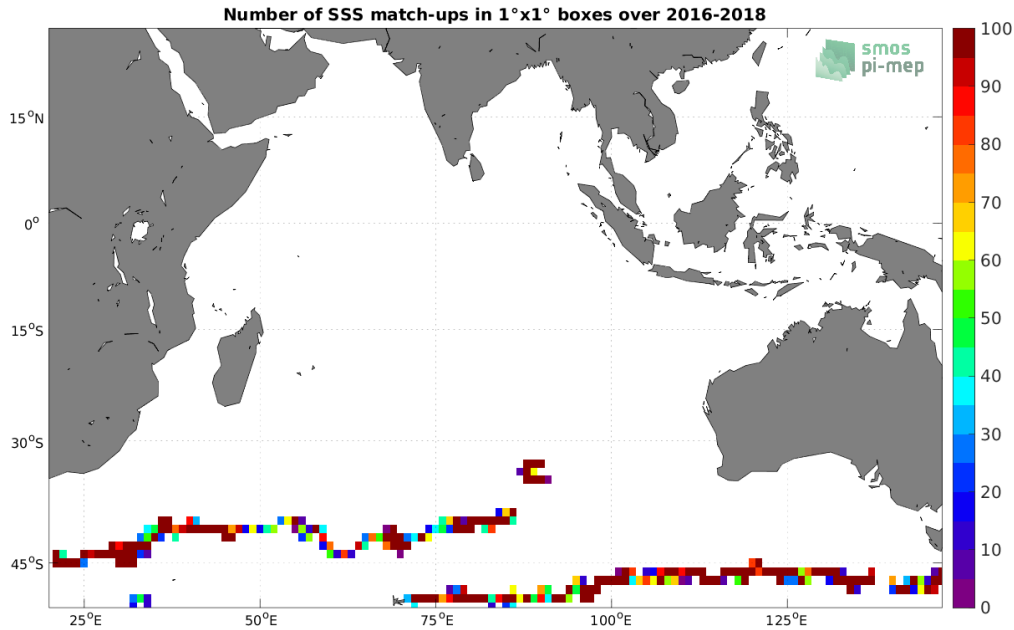 Number of SSS match-ups in 1°x1° boxes over 2016-2018
smos
pi-mep
15°N
0°
15°S
30°S
45°S
25°E
50°E
75°E
100°E
125°E
100
90
80
70
60
50
40
30
20
10
0